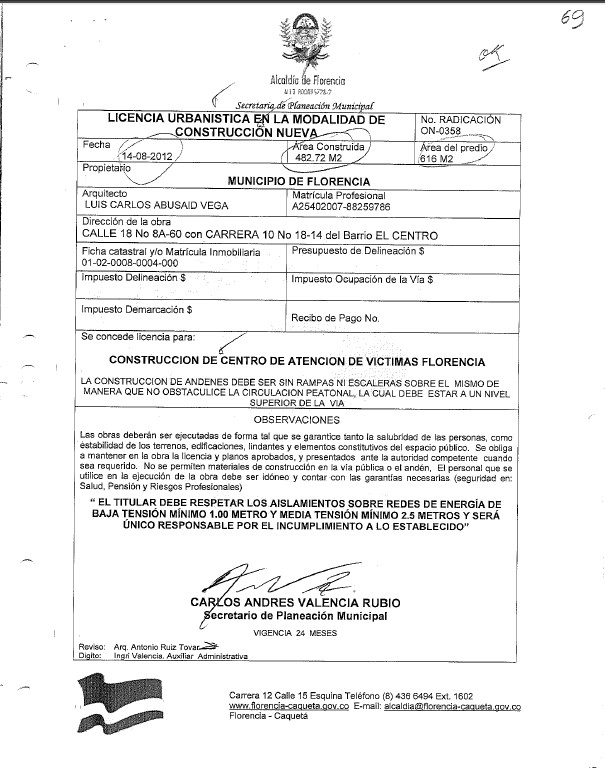 69
OK
Alcaldía de Florencia
Secretaria de Planeación Municipal
LICENCIA URBANISTICA EN LA MODALIDAD DE CONSTRUCCIÓN NUEVA
No. RADICACIÓN
ON-0358
Fecha
14-08-2012
Área Construida
482.72 M2
Área del predio
616 M2
Propietario
MUNICIPIO DE FLORENCIA
Arquitecto
LUIS CARLOS ABUSAID VEGA
Matrícula Profesional
A25402007-88259786
Dirección de la obra
CALLE 18 No 8A-60 con CARRERA 10 No 18-14 del Barrio EL CENTRO
Ficha catastral y/o Matrícula Inmobiliaria
01-02-0008-0004-000
Presupuesto de Delineación $
Impuesto Delineación $
Impuesto Ocupación de la Vía $
Impuesto Demarcación $
Recibo de Pago No.
Se concede licencia para:
CONSTRUCCION DE CENTRO DE ATENCION DE VICTIMAS FLORENCIA
LA CONSTRUCCION DE ANDENES DEBE SER SIN RAMPAS NI ESCALERAS SOBRE EL MISMO DE
MANERA QUE NO OBSTACULICE LA CIRCULACION PEATONAL, LA CUAL DEBE ESTAR A UN NIVEL
SUPERIOR DE LA VIA
OBSERVACIONES
Las obras deberán ser ejecutadas de forma tal que se garantice tanto la salubridad de las personas, como
estabilidad de los terrenos, edificaciones, lindantes y elementos constitutivos del espacio público. Se obliga
a mantener en la obra la licencia y planos aprobados, y presentados ante la autoridad competente cuando
sea requerido. No se permiten materiales de construcción en la vía pública o el andén, El personal que se
utilice en la ejecución de la obra debe ser idóneo y contar con las garantías necesarias (seguridad en:
Salud, Pensión y Riesgos Profesionales)
" EL TITULAR DEBE RESPETAR LOS AISLAMIENTOS SOBRE REDES DE ENERGÍA DE
BAJA TENSIÓN MÍNIMO 1.00 METRO Y MEDIA TENSIÓN MÍNIMO 2.5 METROS Y SERÁ
ÚNICO RESPONSABLE POR EL INCUMPLIMIENTO A LO ESTABLECIDO"
CARLOS ANDRES VALENCIA RUBIO
Secretario de Planeación Municipal
VIGENCIA 24 MESES
Reviso: Arq. Antonio Ruiz Tovar
Digito: Ingri Valencia. Auxiliar Administrativa
Carrera 12 Calle 15 Esquina Teléfono (8) 436 6494 Ext. 1602
www.florencia-caqueta.gov.co E-mail: alcaldia@florencia-caqueta.gov.co
Florencia - Caquetá